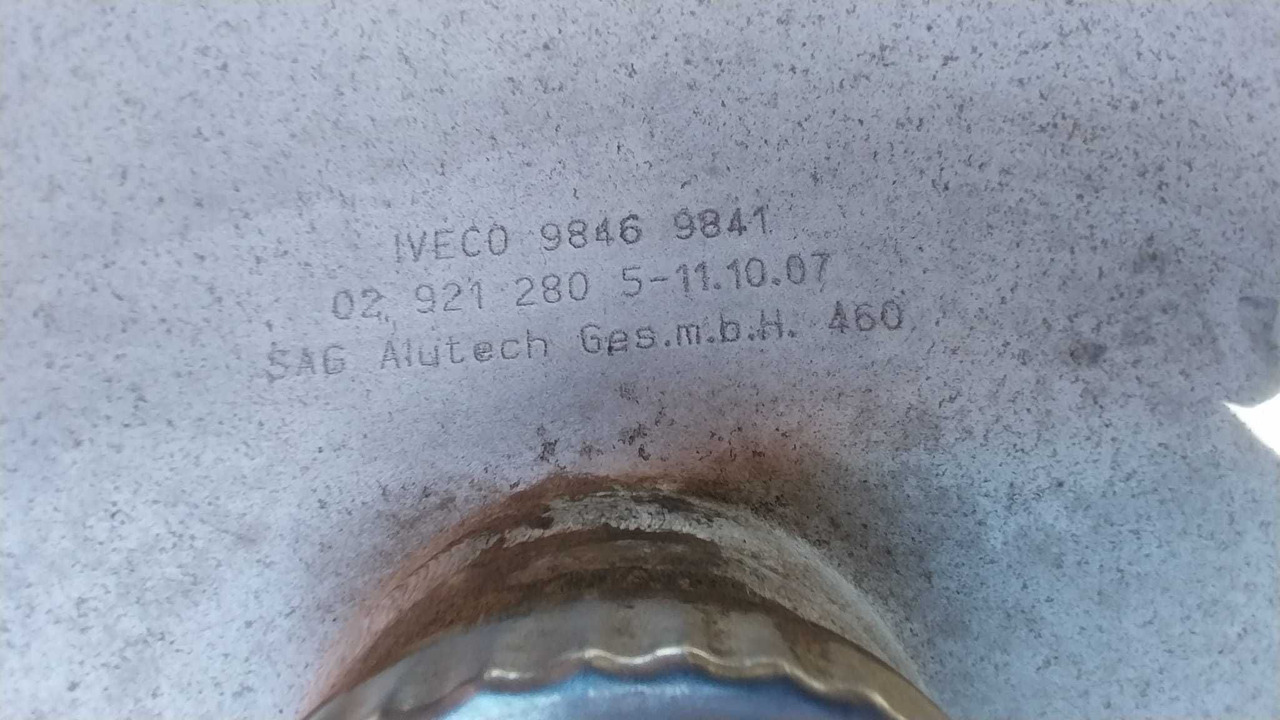 IVECO 9846 9841
02 921 280 5-11.10.07
SAG Alutech Ges.m.b.H. 460